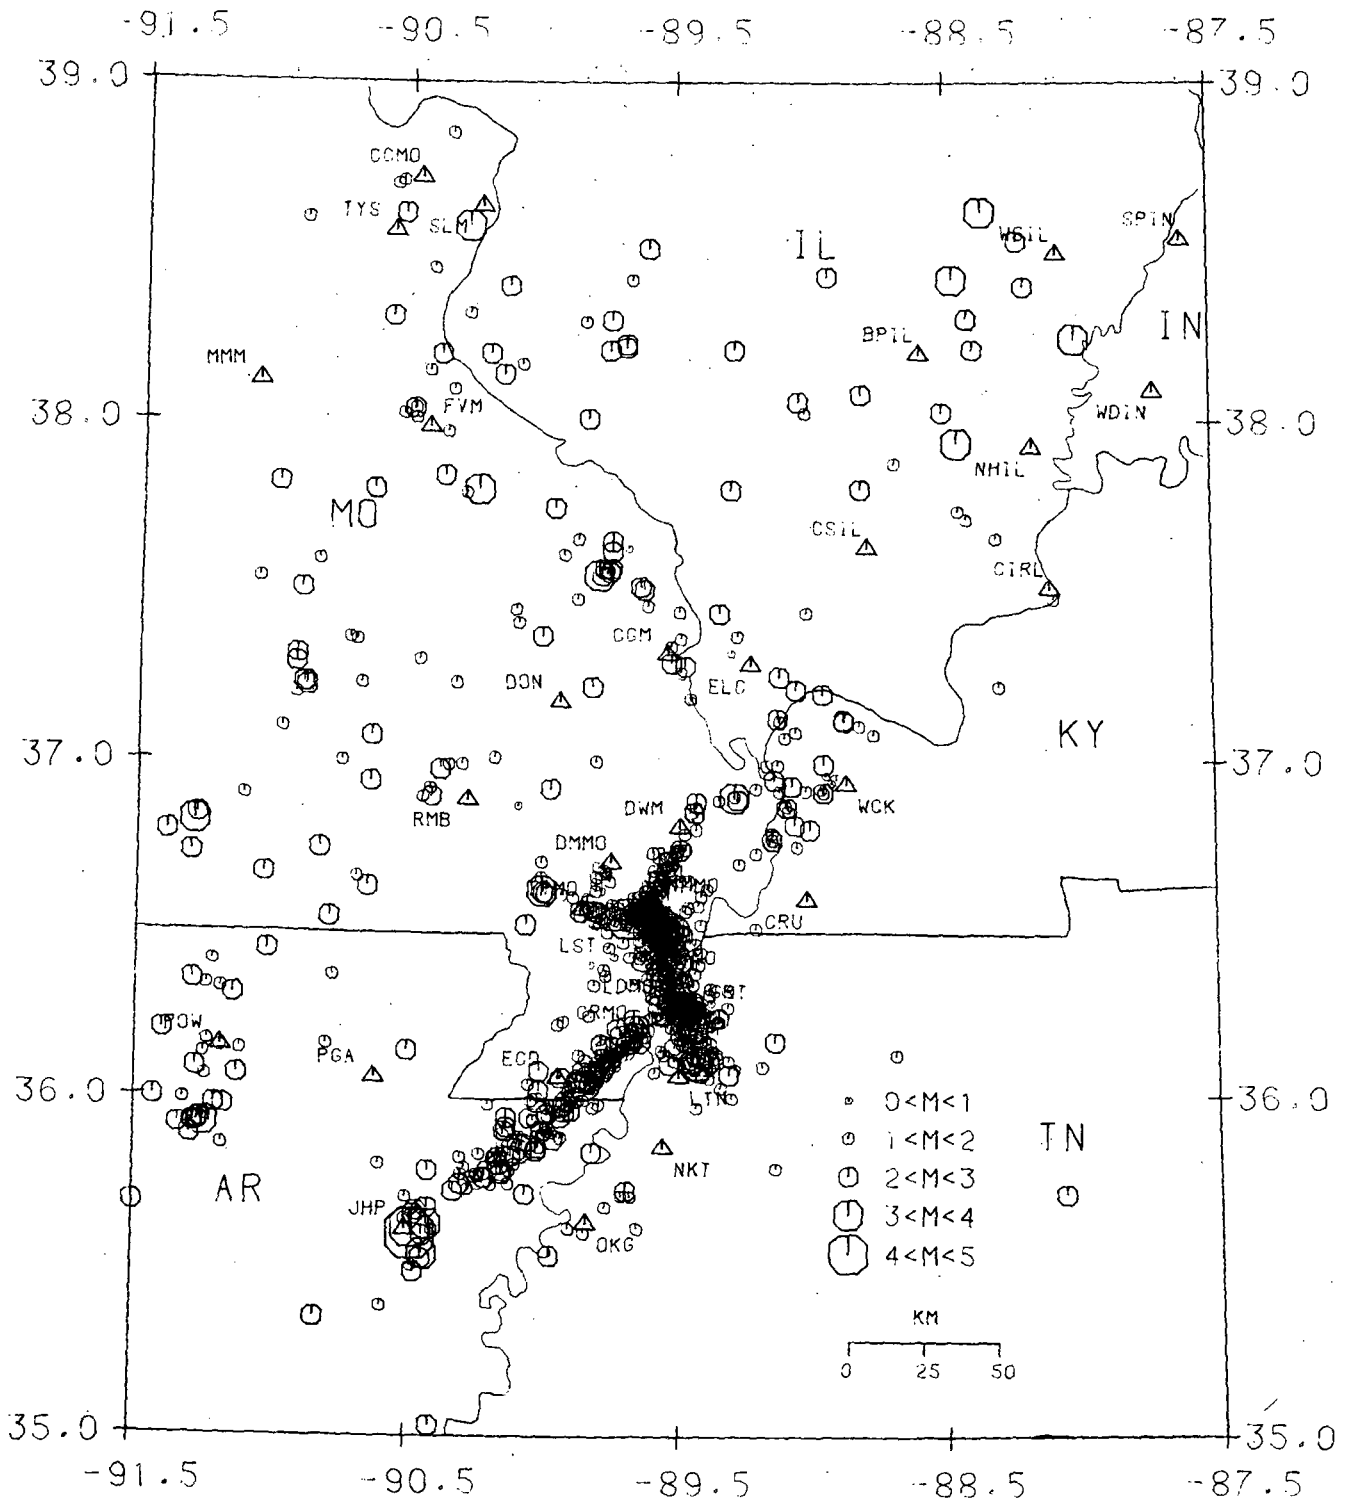 -91.5 -90.5 -89.5 -88.5 -87.5
39.0 39.0
CCMO
TYS SLM IL WSIL SPIN
MMM BPIL IN
38.0 FVM WDIN 38.0
NHIL
MO
CSIL
CIRL
CGM
DON ELC
KY
37.0 37.0
RMB DWM WCK
DMMO
CRU
LST
LDMO
GRMO
POW
PGA ECD
36.0 LTN 36.0
0<M<1
1<M<2 TN
NKT
AR 2<M<3
JHP 3<M<4
OKG 4<M<5
KM
0 25 50
35.0 35.0
-91.5 -90.5 -89.5 -88.5 -87.5